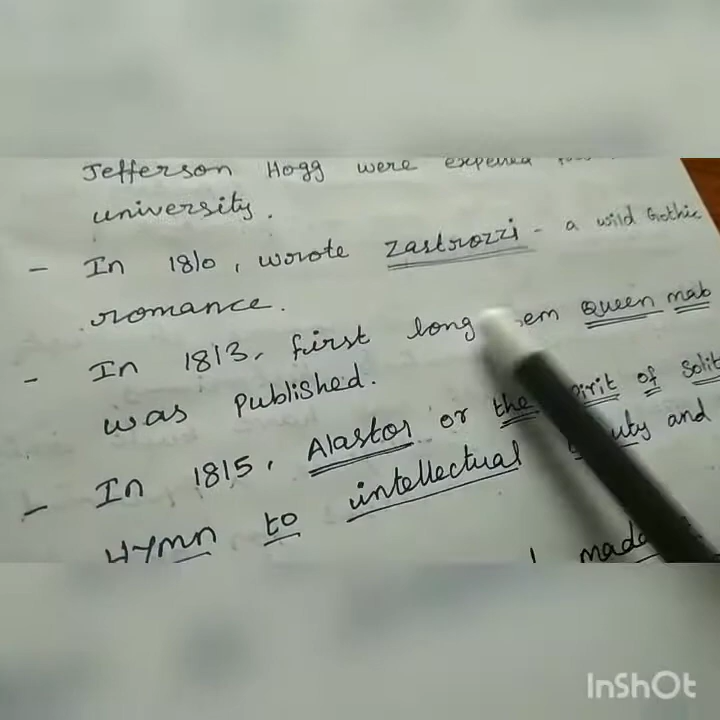 Jefferson Hogg were expelled
university.
- In 1810, wrote Zastrozzi - a wild Gothic
romance.
- In 1813, first long Queen mab
was published.
- In 1815, Alastor or the of
Hymn to intellectual and
InShOt